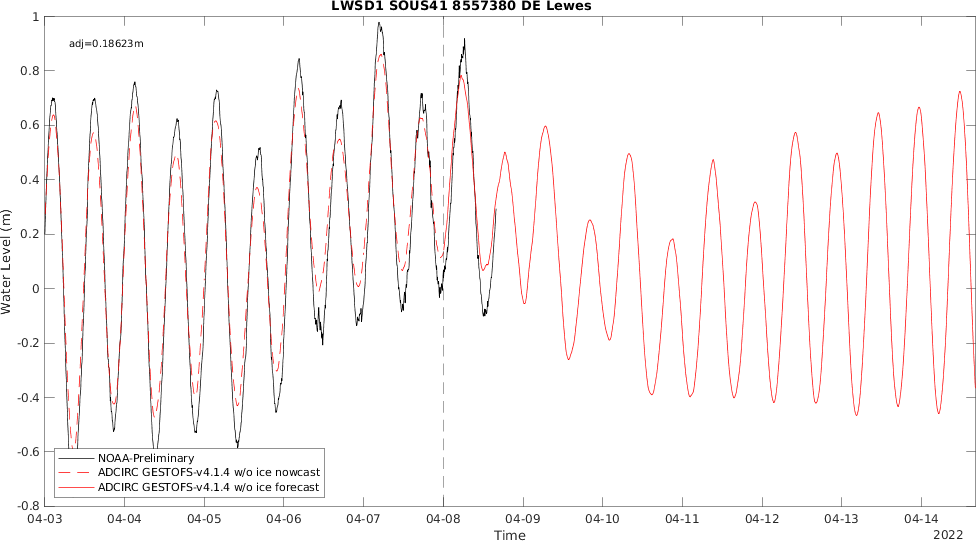 LWSD1 SOUS41 8557380 DE Lewes
adj=0.18623m
1
0.8
0.6
0.4
0.2
0
-0.2
-0.4
-0.6
-0.8
Water Level (m)
NOAA-Preliminary
ADCIRC GESTOFS-v4.1.4 w/o ice nowcast
ADCIRC GESTOFS-v4.1.4 w/o ice forecast
04-03 04-04 04-05 04-06 04-07 04-08 04-09 04-10 04-11 04-12 04-13 04-14
Time
2022